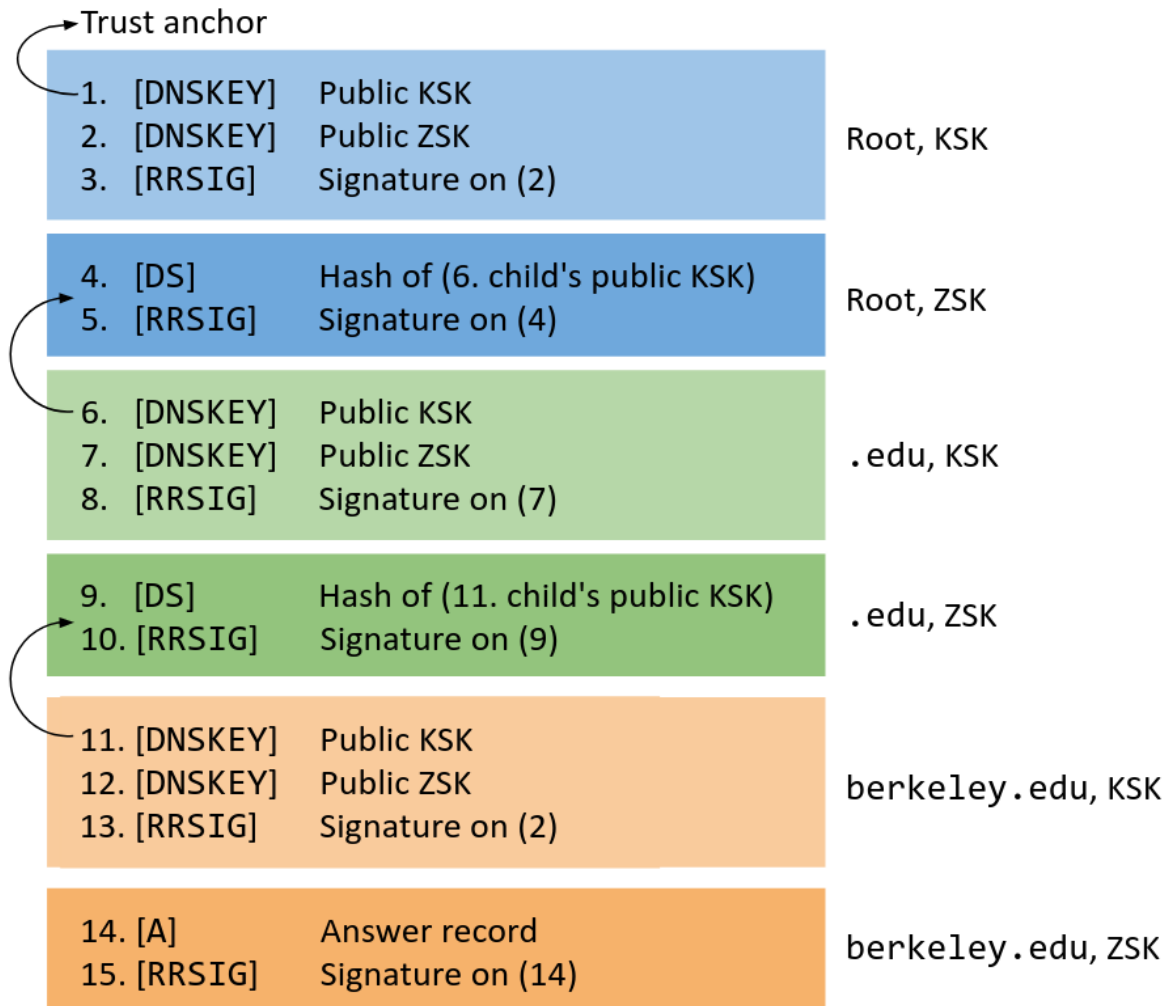 Trust anchor
1. [DNSKEY] Public KSK
2. [DNSKEY] Public ZSK
3. [RRSIG] Signature on (2)
Root, KSK
4. [DS] Hash of (6. child's public KSK)
5. [RRSIG] Signature on (4)
Root, ZSK
6. [DNSKEY] Public KSK
7. [DNSKEY] Public ZSK
8. [RRSIG] Signature on (7)
.edu, KSK
9. [DS] Hash of (11. child's public KSK)
10. [RRSIG] Signature on (9)
.edu, ZSK
11. [DNSKEY] Public KSK
12. [DNSKEY] Public ZSK
13. [RRSIG] Signature on (2)
berkeley.edu, KSK
14. [A] Answer record
15. [RRSIG] Signature on (14)
berkeley.edu, ZSK